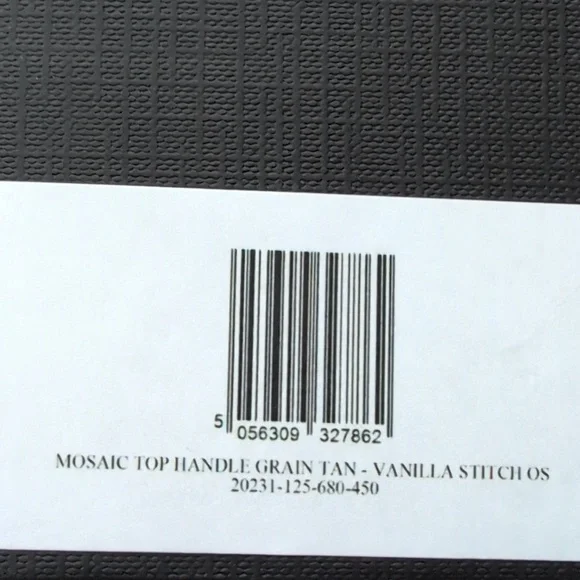 5 056309 327862
MOSAIC TOP HANDLE GRAIN TAN - VANILLA STITCH OS
20231-125-680-450